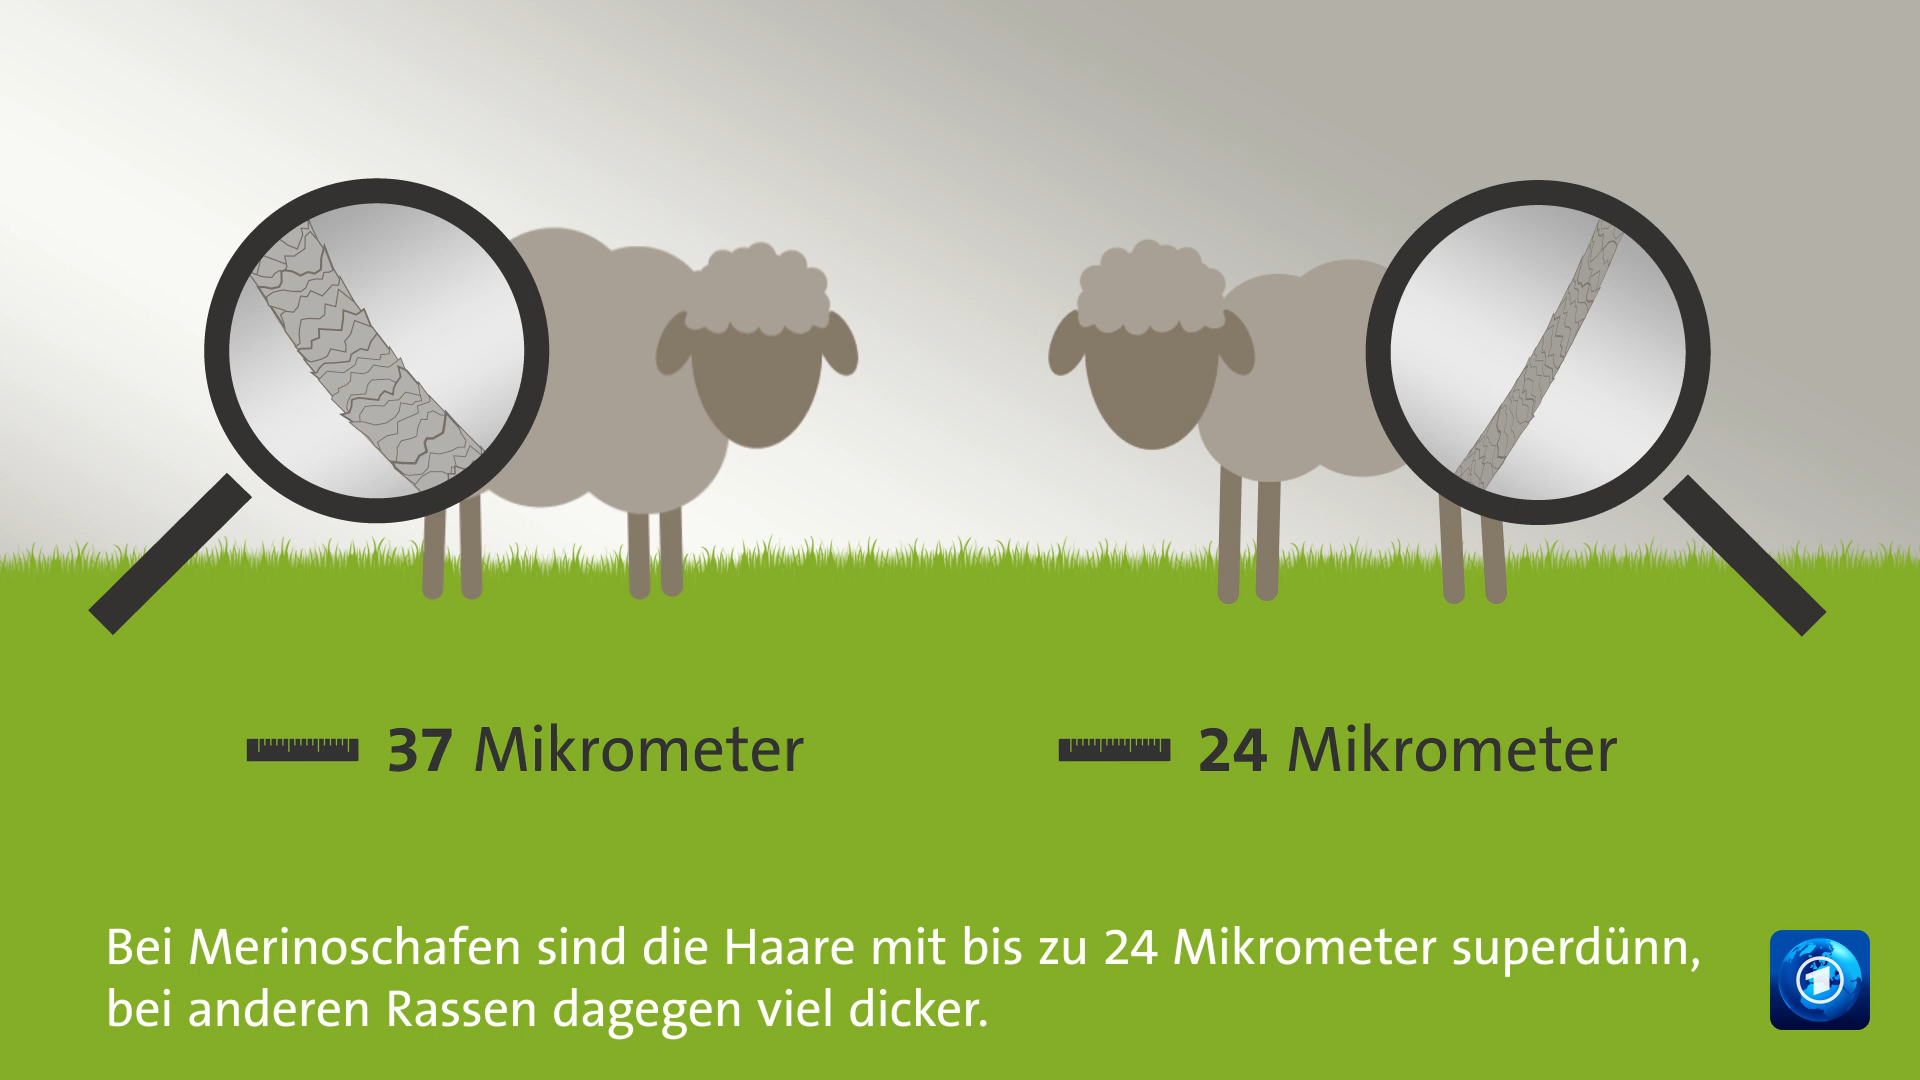 37 Mikrometer
24 Mikrometer
Bei Merinoschafen sind die Haare mit bis zu 24 Mikrometer superdünn,
bei anderen Rassen dagegen viel dicker.
1